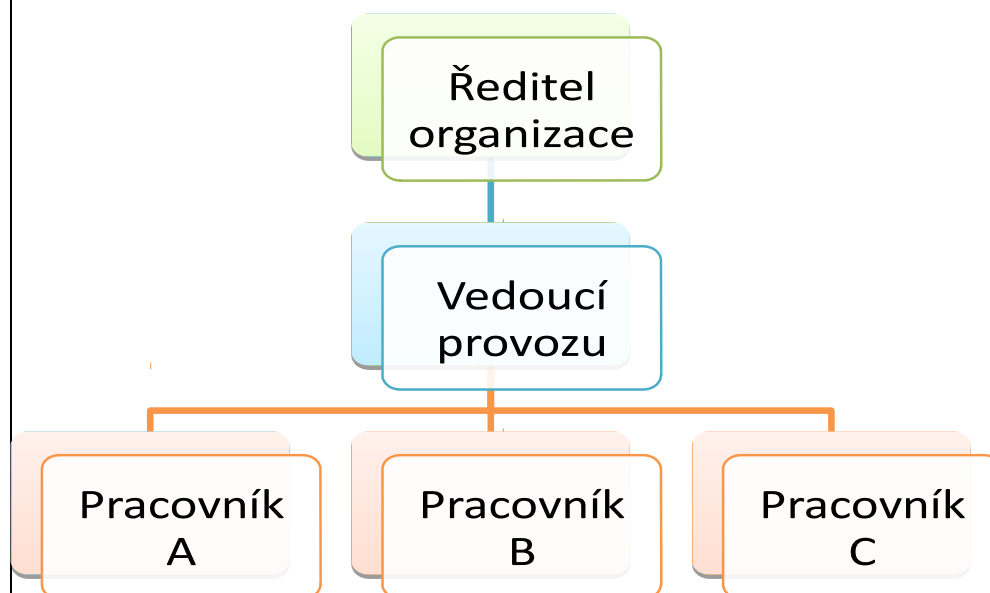 Ředitel
organizace
Vedoucí
provozu
Pracovník
A
Pracovník
B
Pracovník
C